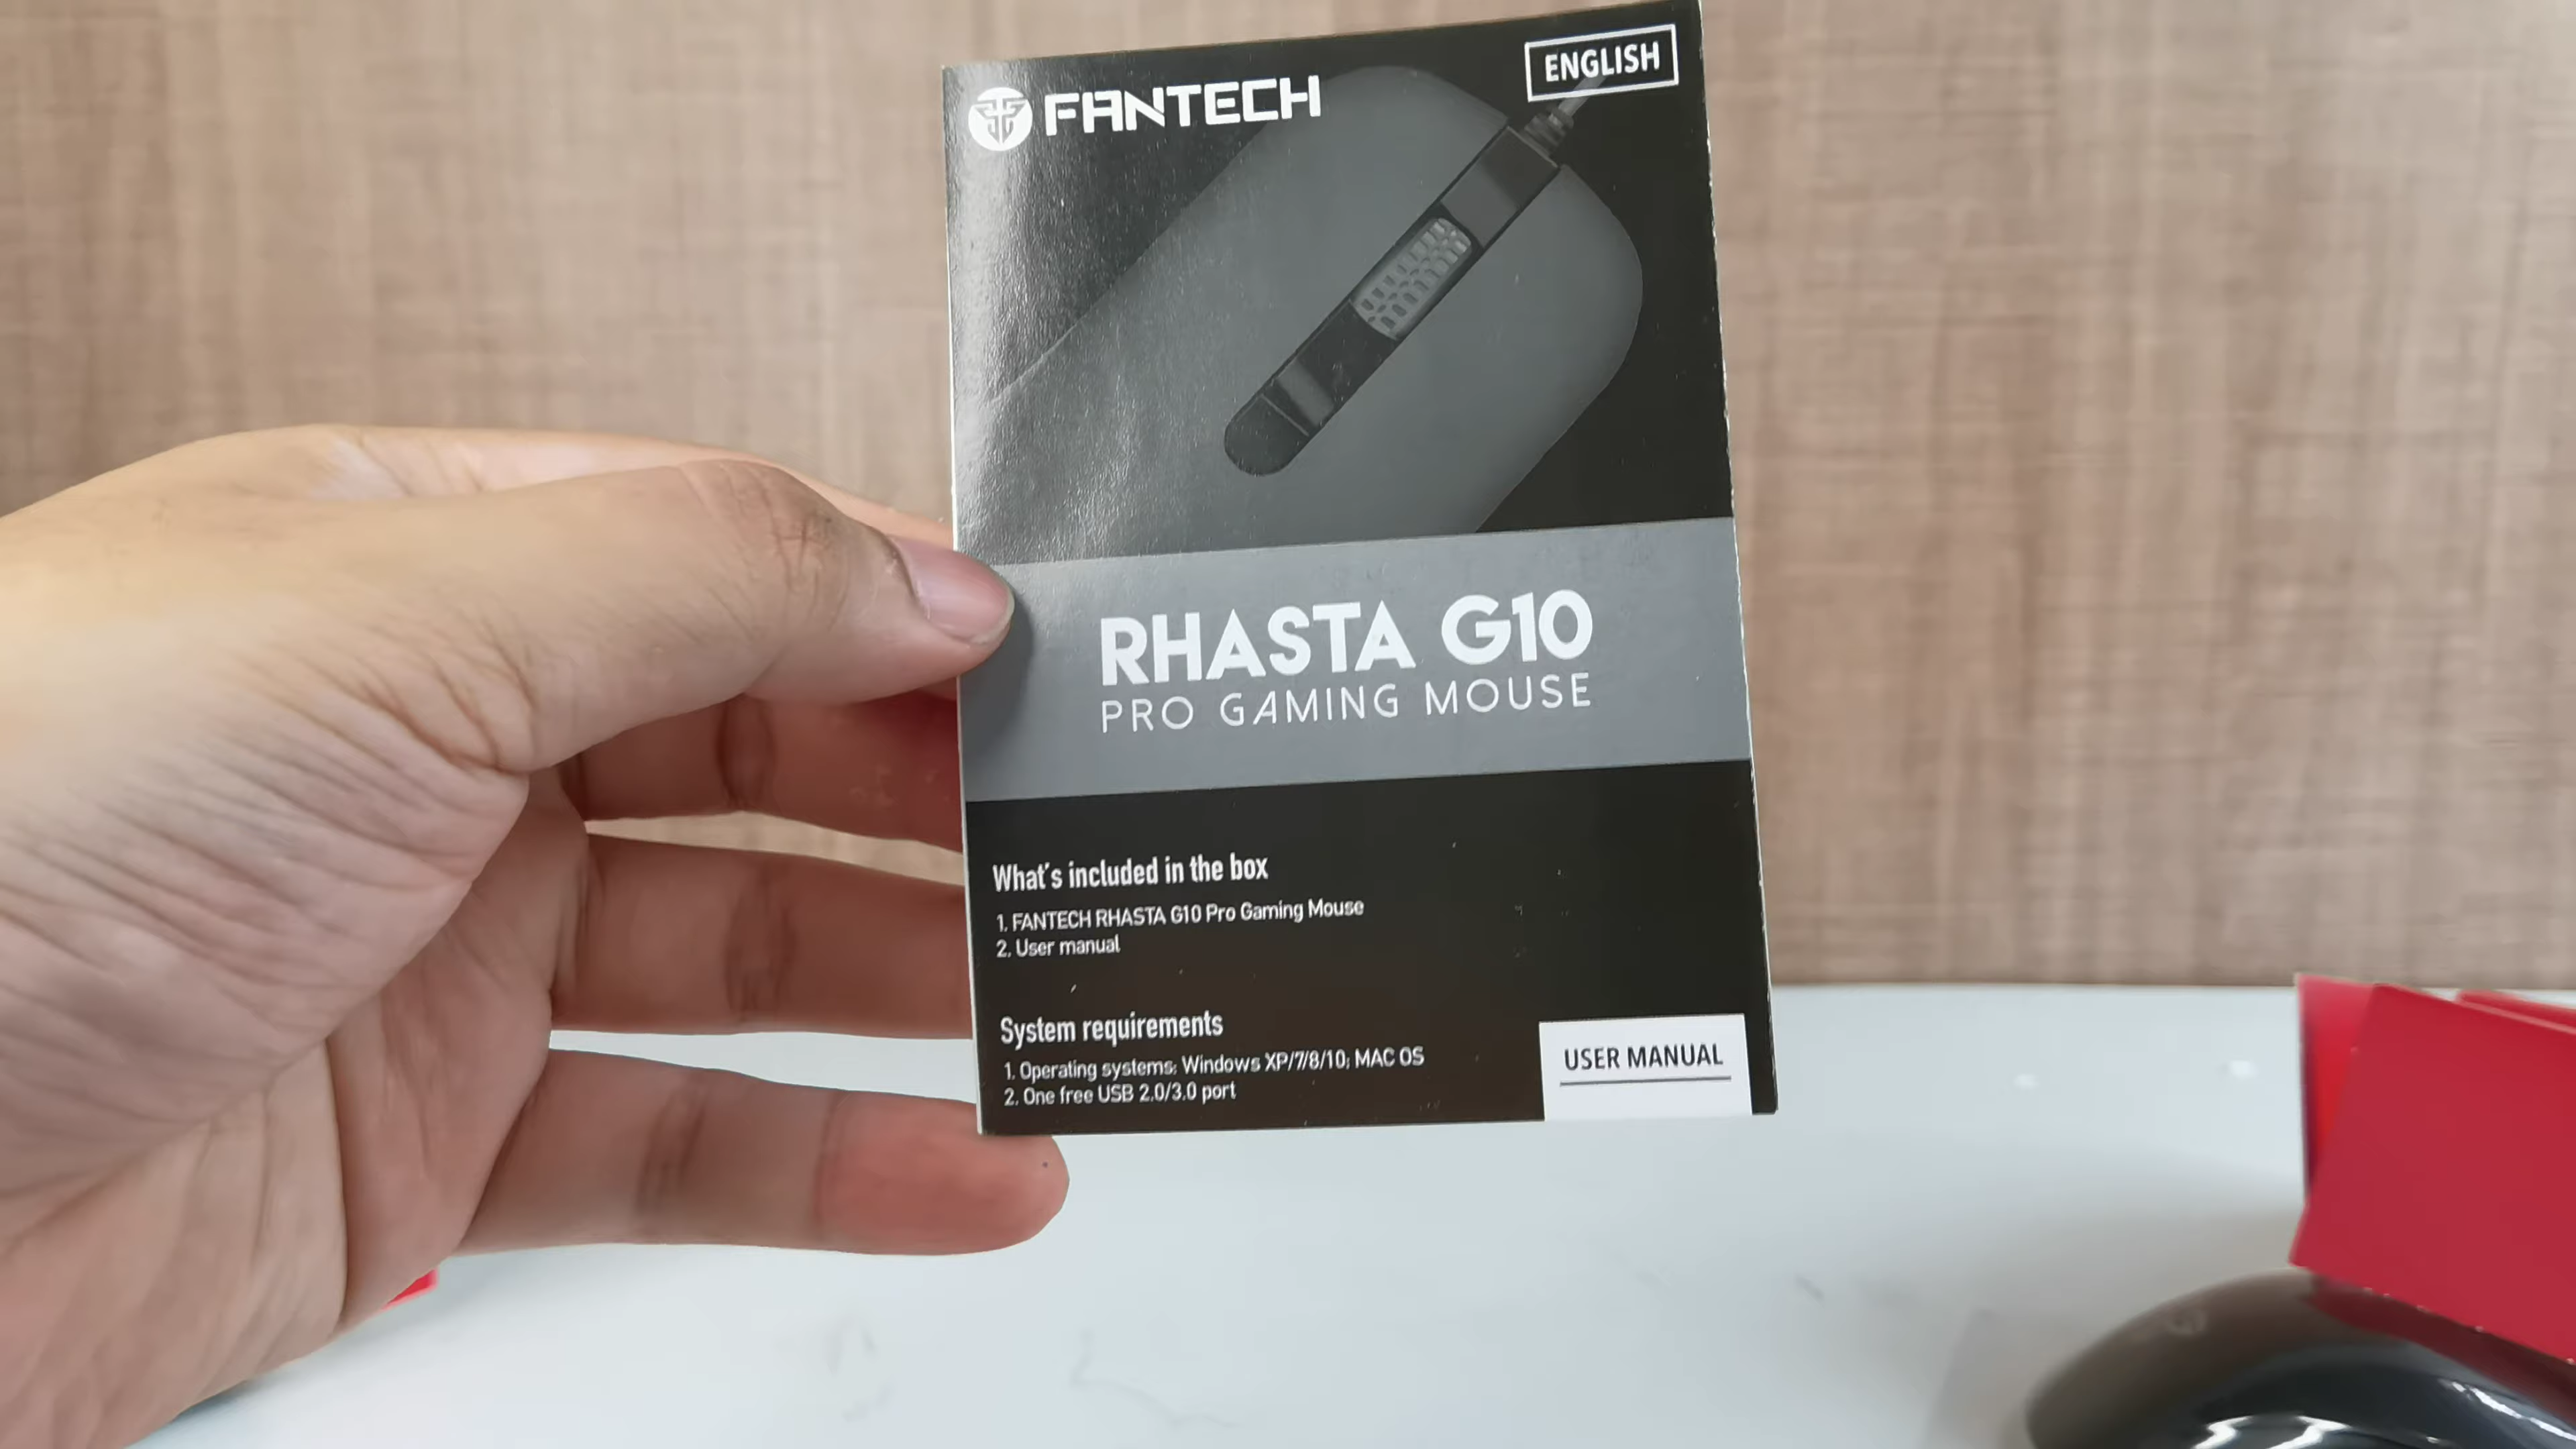 FANTECH
ENGLISH
RHASTA G10
PRO GAMING MOUSE
What's included in the box
1. FANTECH RHASTA G10 Pro Gaming Mouse
2. User manual
System requirements
1. Operating systems: Windows XP/7/8/10; MAC OS
2. One free USB 2.0/3.0 port
USER MANUAL